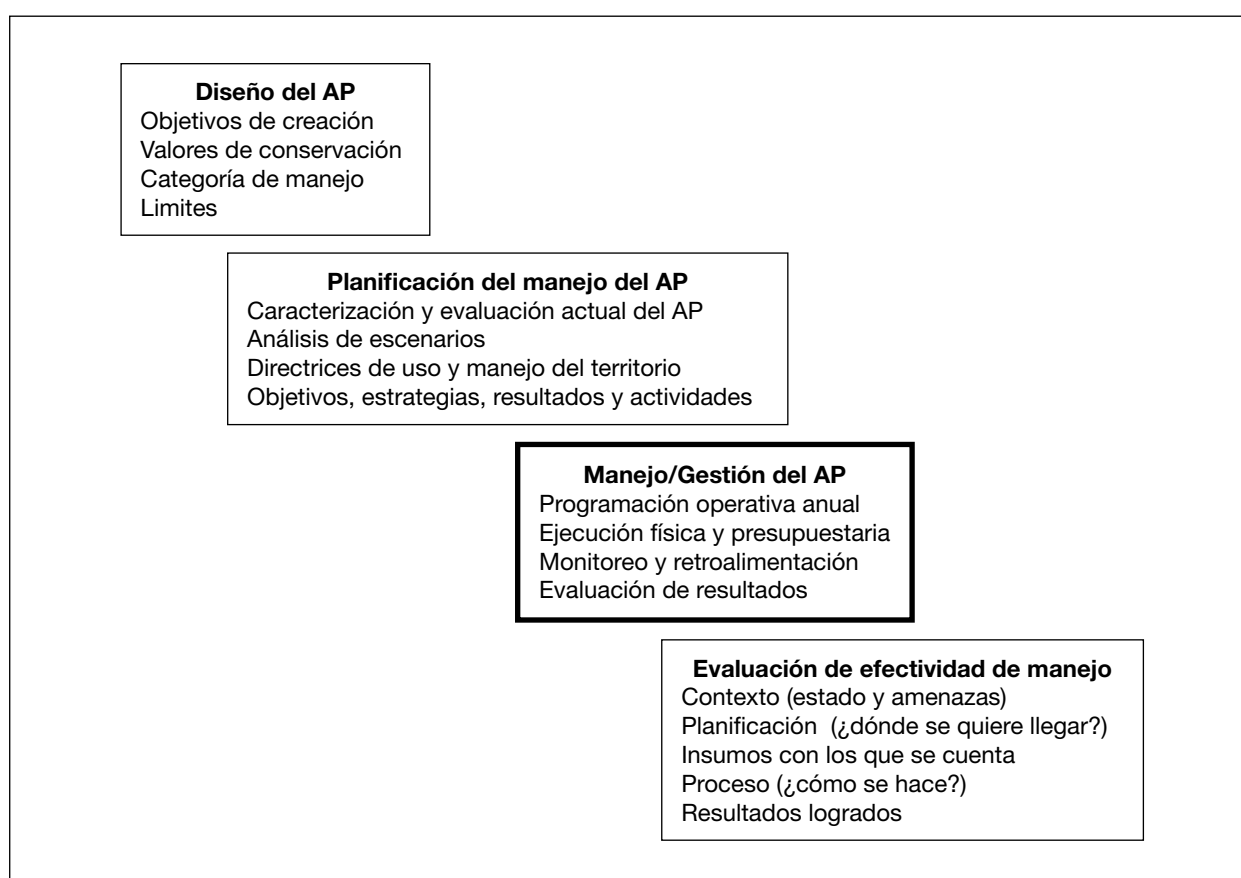 Diseño del AP
Objetivos de creación
Valores de conservación
Categoría de manejo
Limites
Planificación del manejo del AP
Caracterización y evaluación actual del AP
Análisis de escenarios
Directrices de uso y manejo del territorio
Objetivos, estrategias, resultados y actividades
Manejo/Gestión del AP
Programación operativa anual
Ejecución física y presupuestaria
Monitoreo y retroalimentación
Evaluación de resultados
Evaluación de efectividad de manejo
Contexto (estado y amenazas)
Planificación (¿dónde se quiere llegar?)
Insumos con los que se cuenta
Proceso (¿cómo se hace?)
Resultados logrados